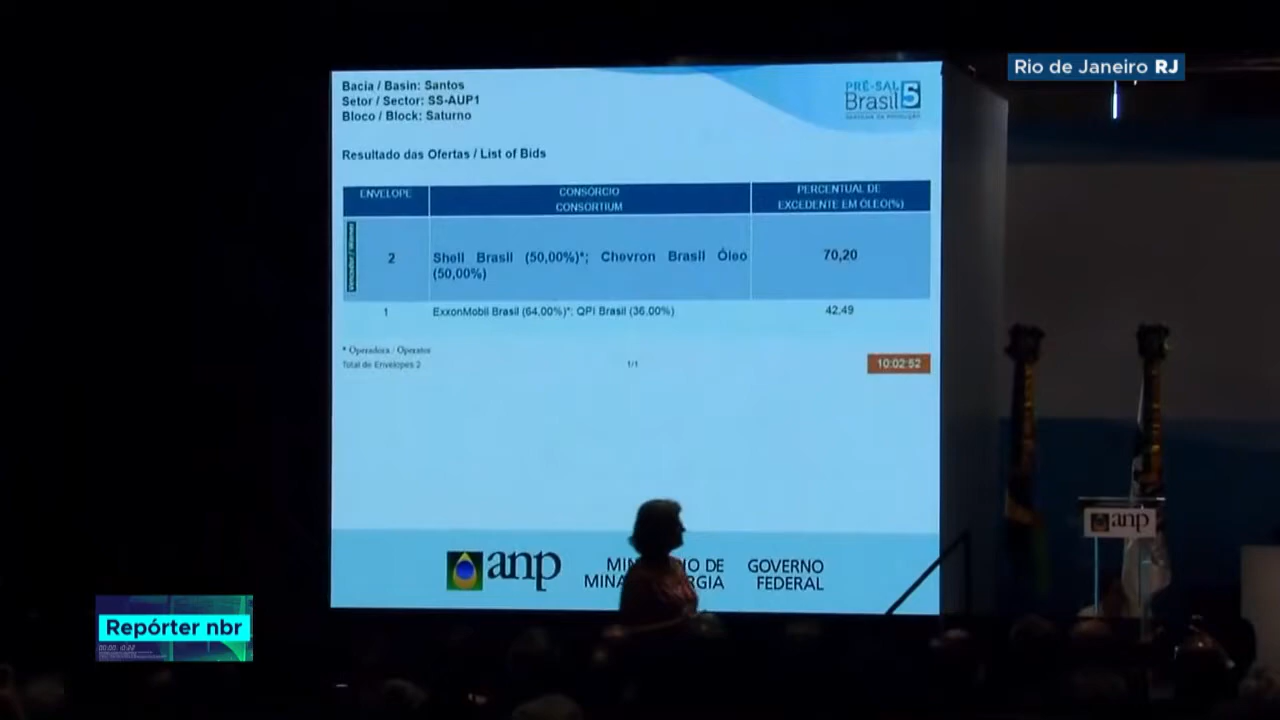 Rio de Janeiro RJ
Bacia / Basin: Santos
Setor / Sector: SS-AUP1
Bloco / Block: Saturno
PRÉ-SAL
Brasil 5
Resultado das Ofertas / List of Bids
ENVELOPE
CONSÓRCIO
CONSORTIUM
PERCENTUAL DE
EXCEDENTE EM ÓLEO(%)
2
Shell Brasil (50,00%)*; Chevron Brasil Óleo
(50,00%)
70,20
1
ExxonMobil Brasil (64,00%)*; QPI Brasil (36,00%)
42,49
* Operadora / Operator
Total de Envelopes 2
1/1
10:02:52
anp
DE
MINA
GOVERNO
FEDERAL
anp
Repórter nbr